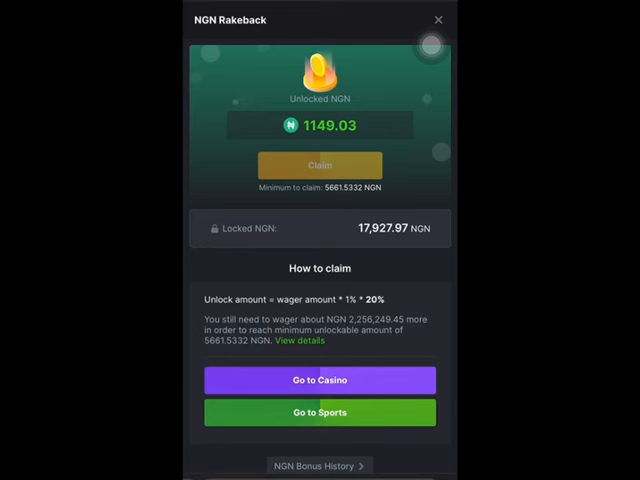 NGN Rakeback
Unlocked NGN
1149.03
Claim
Minimum to claim: 5661.5332 NGN
Locked NGN: 17,927.97 NGN
How to claim
Unlock amount = wager amount * 1% * 20%
You still need to wager about NGN 2,256,249.45 more
in order to reach minimum unlockable amount of
5661.5332 NGN. View details
Go to Casino
Go to Sports
NGN Bonus History